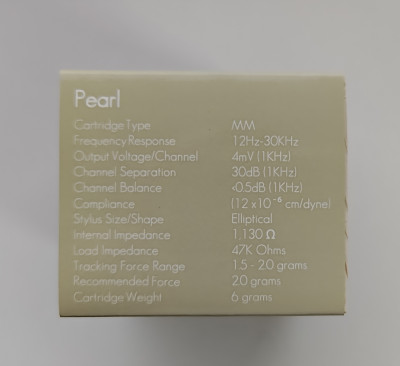 Pearl
Cartridge Type MM
Frequency Response 12Hz-30KHz
Output Voltage/Channel 4mV (1KHz)
Channel Separation 30dB (1KHz)
Channel Balance <0.5dB (1KHz)
Compliance (12 x10⁻⁶ cm/dyne)
Stylus Size/Shape Elliptical
Internal Impedance 1,130 Ω
Load Impedance 47K Ohms
Tracking Force Range 1.5 - 2.0 grams
Recommended Force 2.0 grams
Cartridge Weight 6 grams